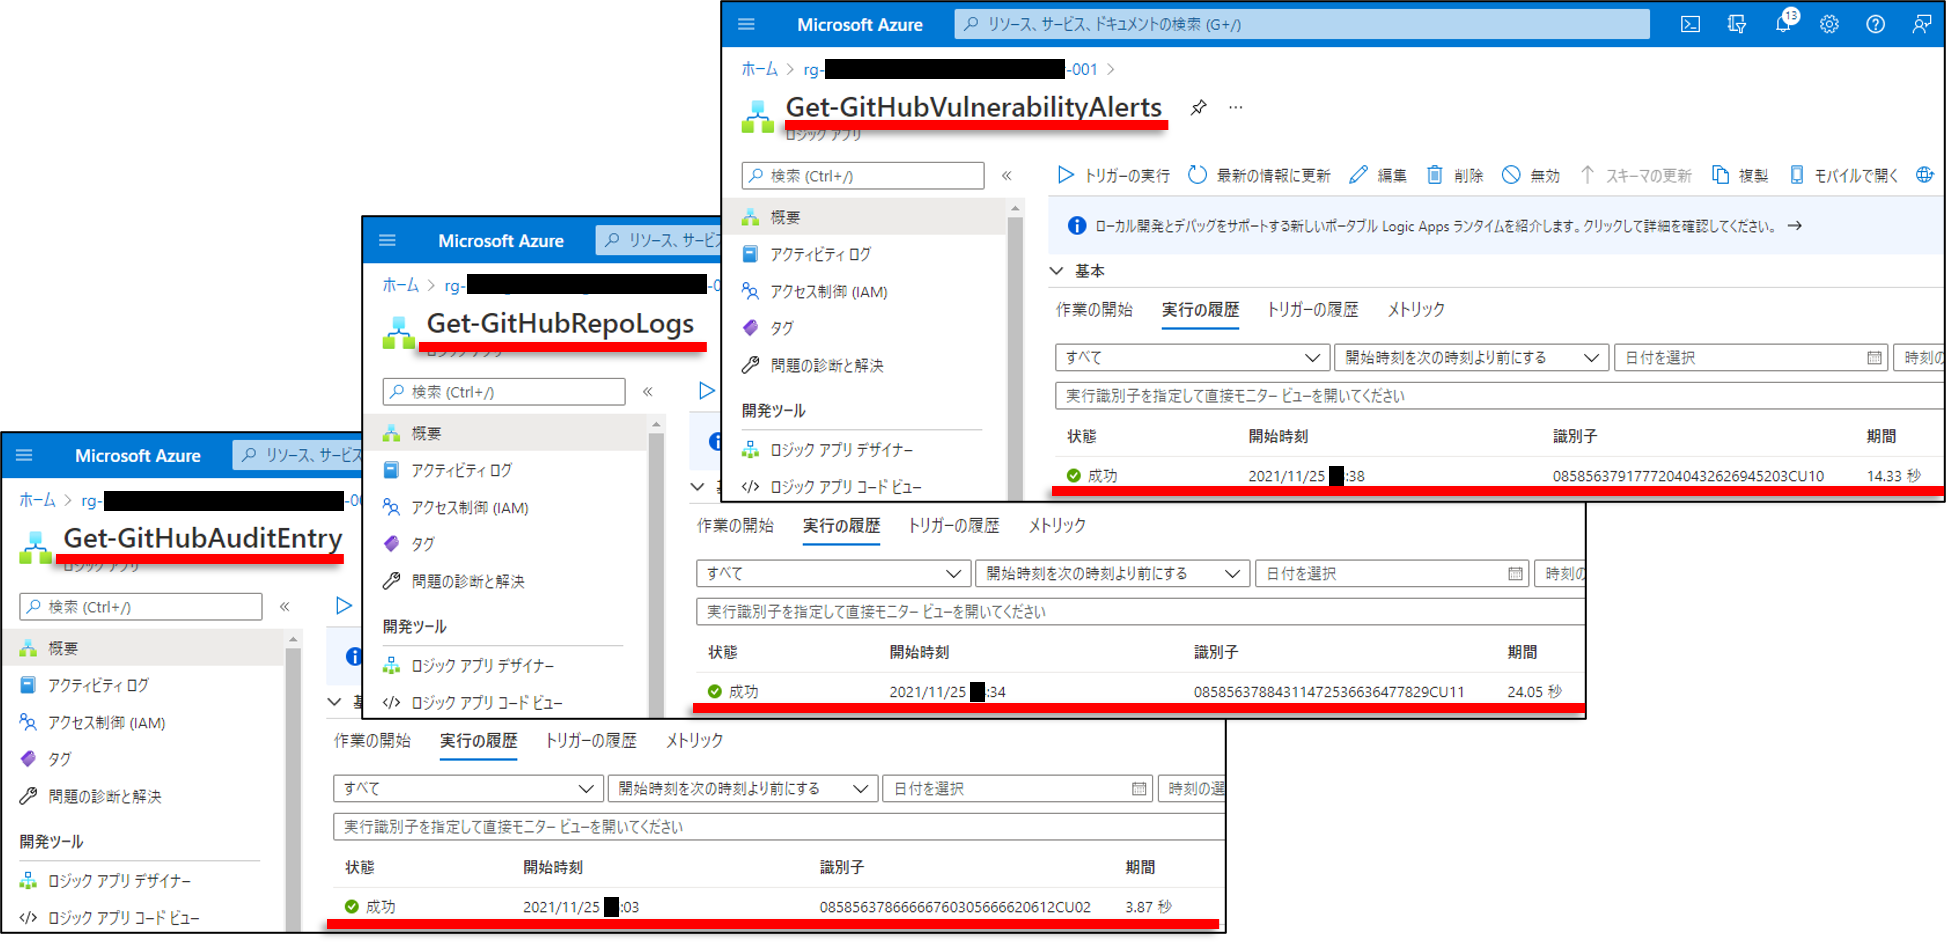 Microsoft Azure
リソース、サービス、ドキュメントの検索 (G+/)
13
ホーム > rg-
-001 >
Get-GitHubVulnerabilityAlerts
...
ロジック アプリ
検索 (Ctrl+/)
«
トリガーの実行
最新の情報に更新
編集
削除
無効
スキーマの更新
複製
モバイルで開く
概要
アクティビティ ログ
アクセス制御 (IAM)
タグ
問題の診断と解決
開発ツール
ロジック アプリ デザイナー
ロジック アプリ コード ビュー
ローカル開発とデバッグをサポートする新しいポータブル Logic Apps ランタイムを紹介します。クリックして詳細を確認してください。 →
基本
作業の開始 実行の履歴 トリガーの履歴 メトリック
すべて 開始時刻を次の時刻より前にする 日付を選択 時刻の
実行識別子を指定して直接モニター ビューを開いてください
状態 開始時刻 識別子 期間
成功 2021/11/25 :38 08585637917772040432626945203CU10 14.33 秒
Microsoft Azure
リソース、サービ
ホーム > rg-
Get-GitHubRepoLogs
ロジック アプリ
検索 (Ctrl+/)
«
概要
アクティビティ ログ
アクセス制御 (IAM)
タグ
問題の診断と解決
開発ツール
ロジック アプリ デザイナー
ロジック アプリ コード ビュー
作業の開始 実行の履歴 トリガーの履歴 メトリック
すべて 開始時刻を次の時刻より前にする 日付を選択 時刻の
実行識別子を指定して直接モニター ビューを開いてください
状態 開始時刻 識別子 期間
成功 2021/11/25 :34 08585637884311472536636477829CU11 24.05 秒
Microsoft Azure
リソース、サービス
ホーム > rg-
Get-GitHubAuditEntry
ロジック アプリ
検索 (Ctrl+/)
«
概要
アクティビティ ログ
アクセス制御 (IAM)
タグ
問題の診断と解決
開発ツール
ロジック アプリ デザイナー
ロジック アプリ コード ビュー
作業の開始 実行の履歴 トリガーの履歴 メトリック
すべて 開始時刻を次の時刻より前にする 日付を選択 時刻の選
実行識別子を指定して直接モニター ビューを開いてください
状態 開始時刻 識別子 期間
成功 2021/11/25 :03 08585637866666760305666620612CU02 3.87 秒